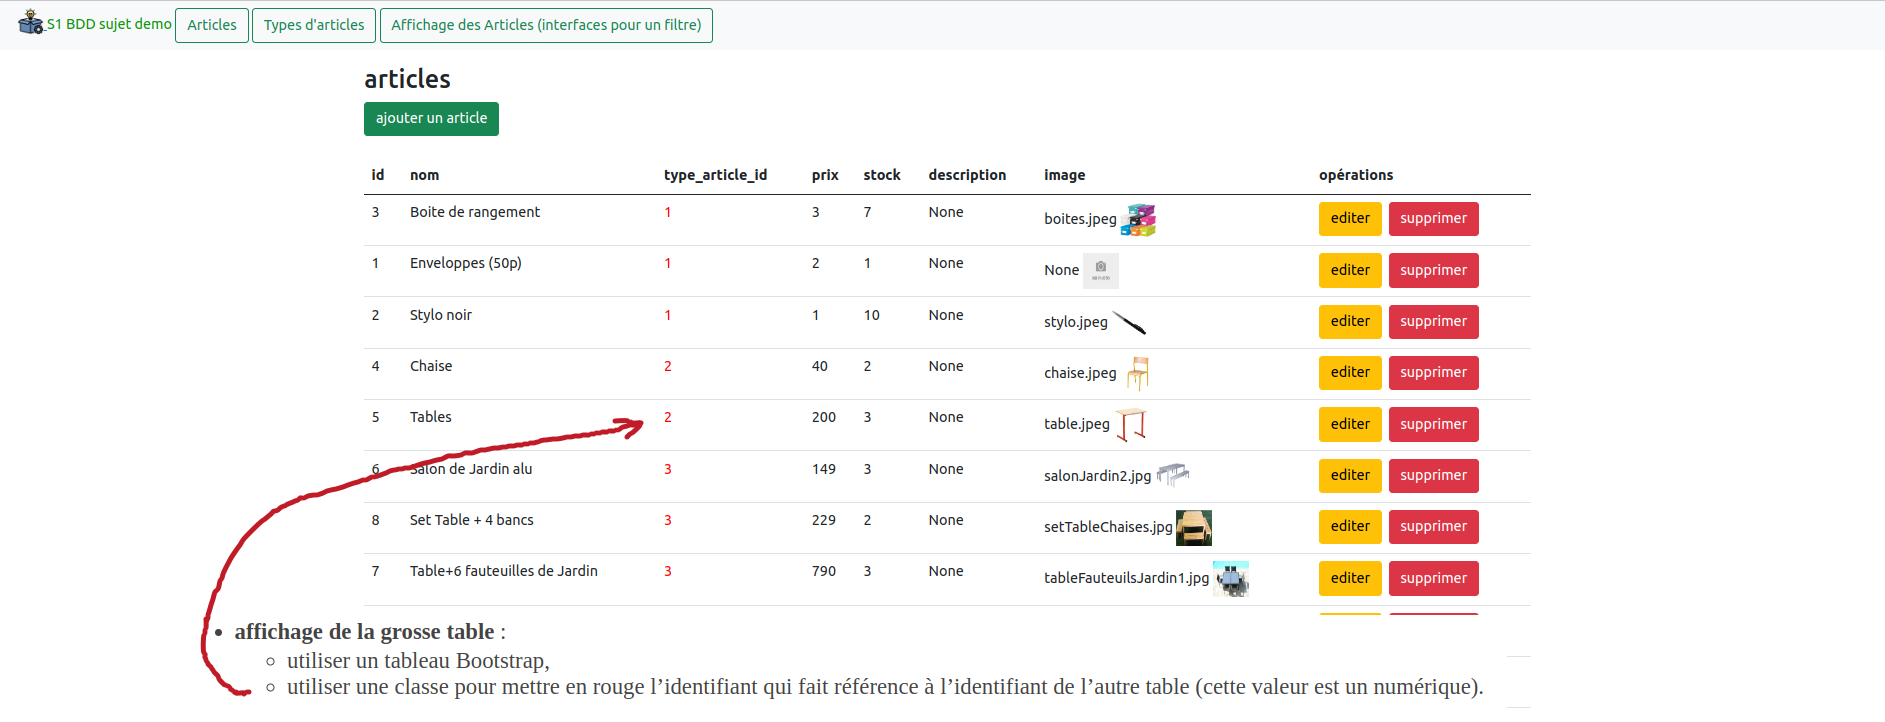 S1 BDD sujet demo Articles Types d'articles Affichage des Articles (interfaces pour un filtre)
articles
ajouter un article
id nom type_article_id prix stock description image opérations
3 Boite de rangement 1 3 7 None boites.jpeg editer supprimer
1 Enveloppes (50p) 1 2 1 None None editer supprimer
2 Stylo noir 1 1 10 None stylo.jpeg editer supprimer
4 Chaise 2 40 2 None chaise.jpeg editer supprimer
5 Tables 2 200 3 None table.jpeg editer supprimer
6 Salon de Jardin alu 3 149 3 None salonJardin2.jpg editer supprimer
8 Set Table + 4 bancs 3 229 2 None setTableChaises.jpg editer supprimer
7 Table+6 fauteuilles de Jardin 3 790 3 None tableFauteuilsJardin1.jpg editer supprimer
• affichage de la grosse table :
◦ utiliser un tableau Bootstrap,
◦ utiliser une classe pour mettre en rouge l’identifiant qui fait référence à l’identifiant de l’autre table (cette valeur est un numérique).